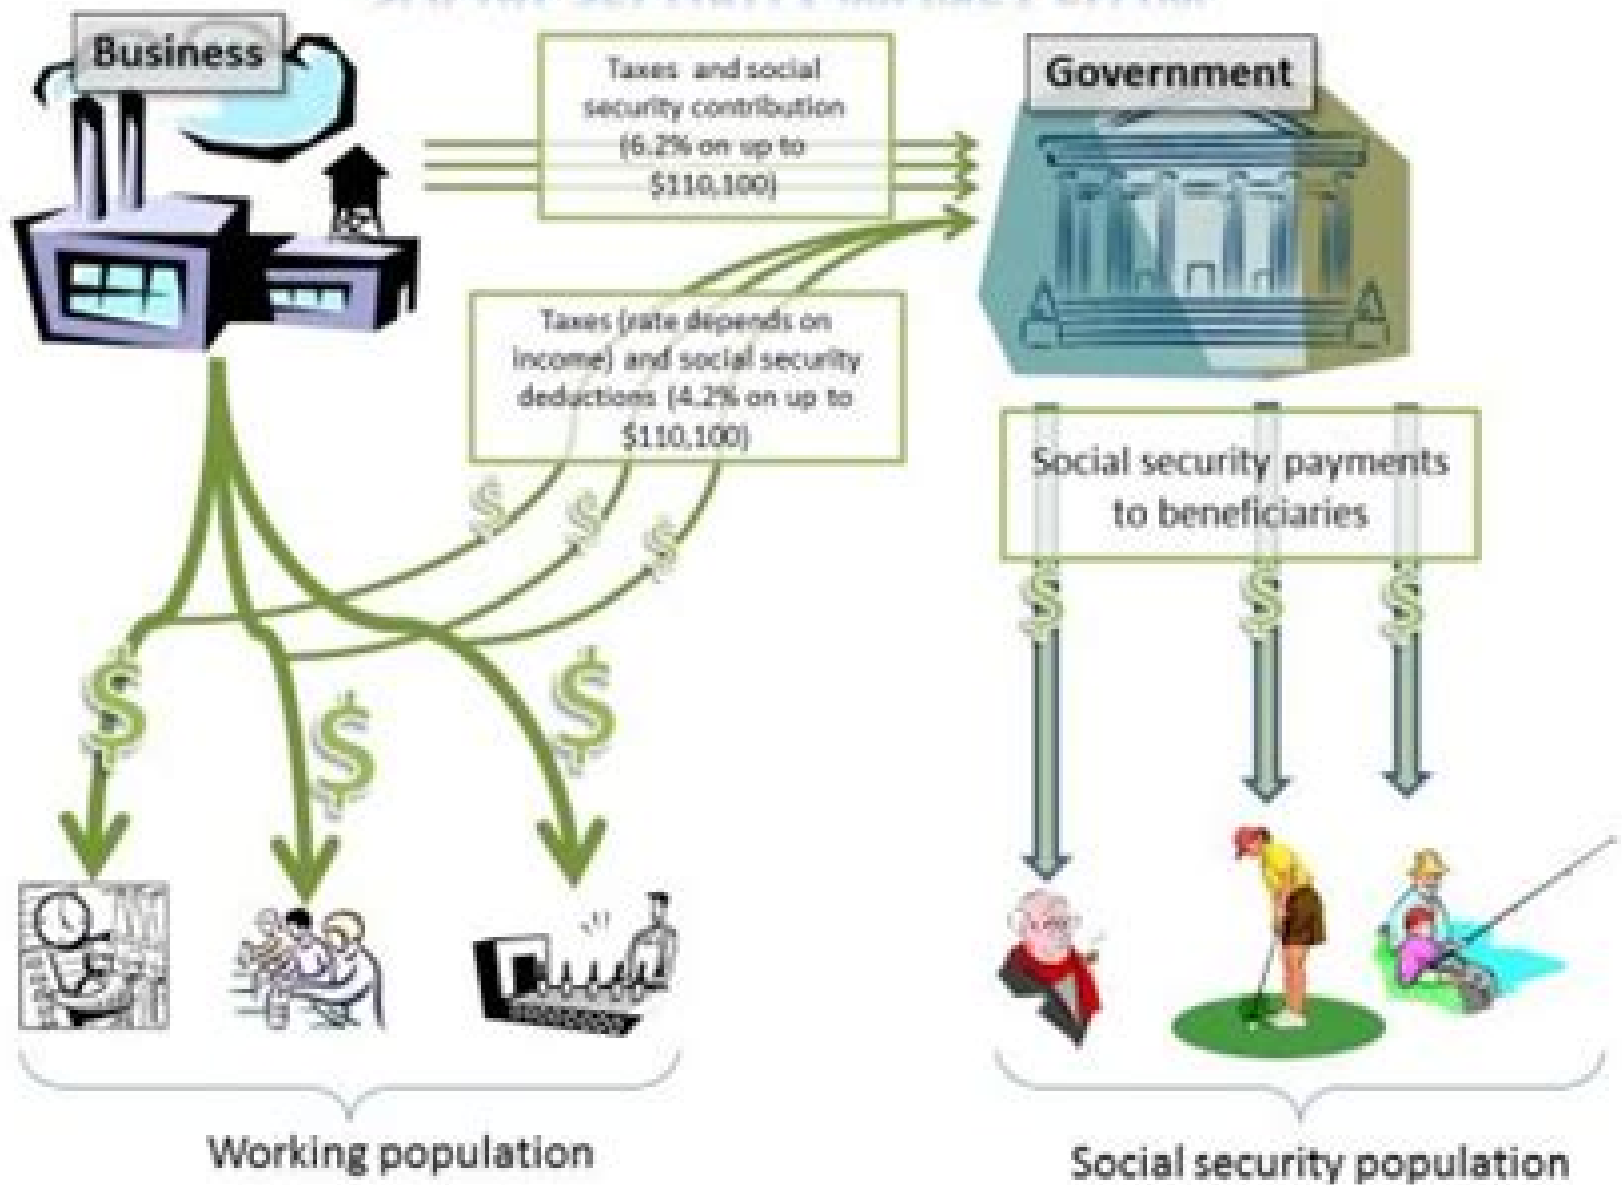 Business
Taxes and social
security contribution
(6.2% on up to
$110,100)
Government
Taxes (rate depends on
income) and social security
deductions (4.2% on up to
$110,100)
Social security payments
to beneficiaries
$ $ $
$ $ $
$ $ $
Working population
Social security population